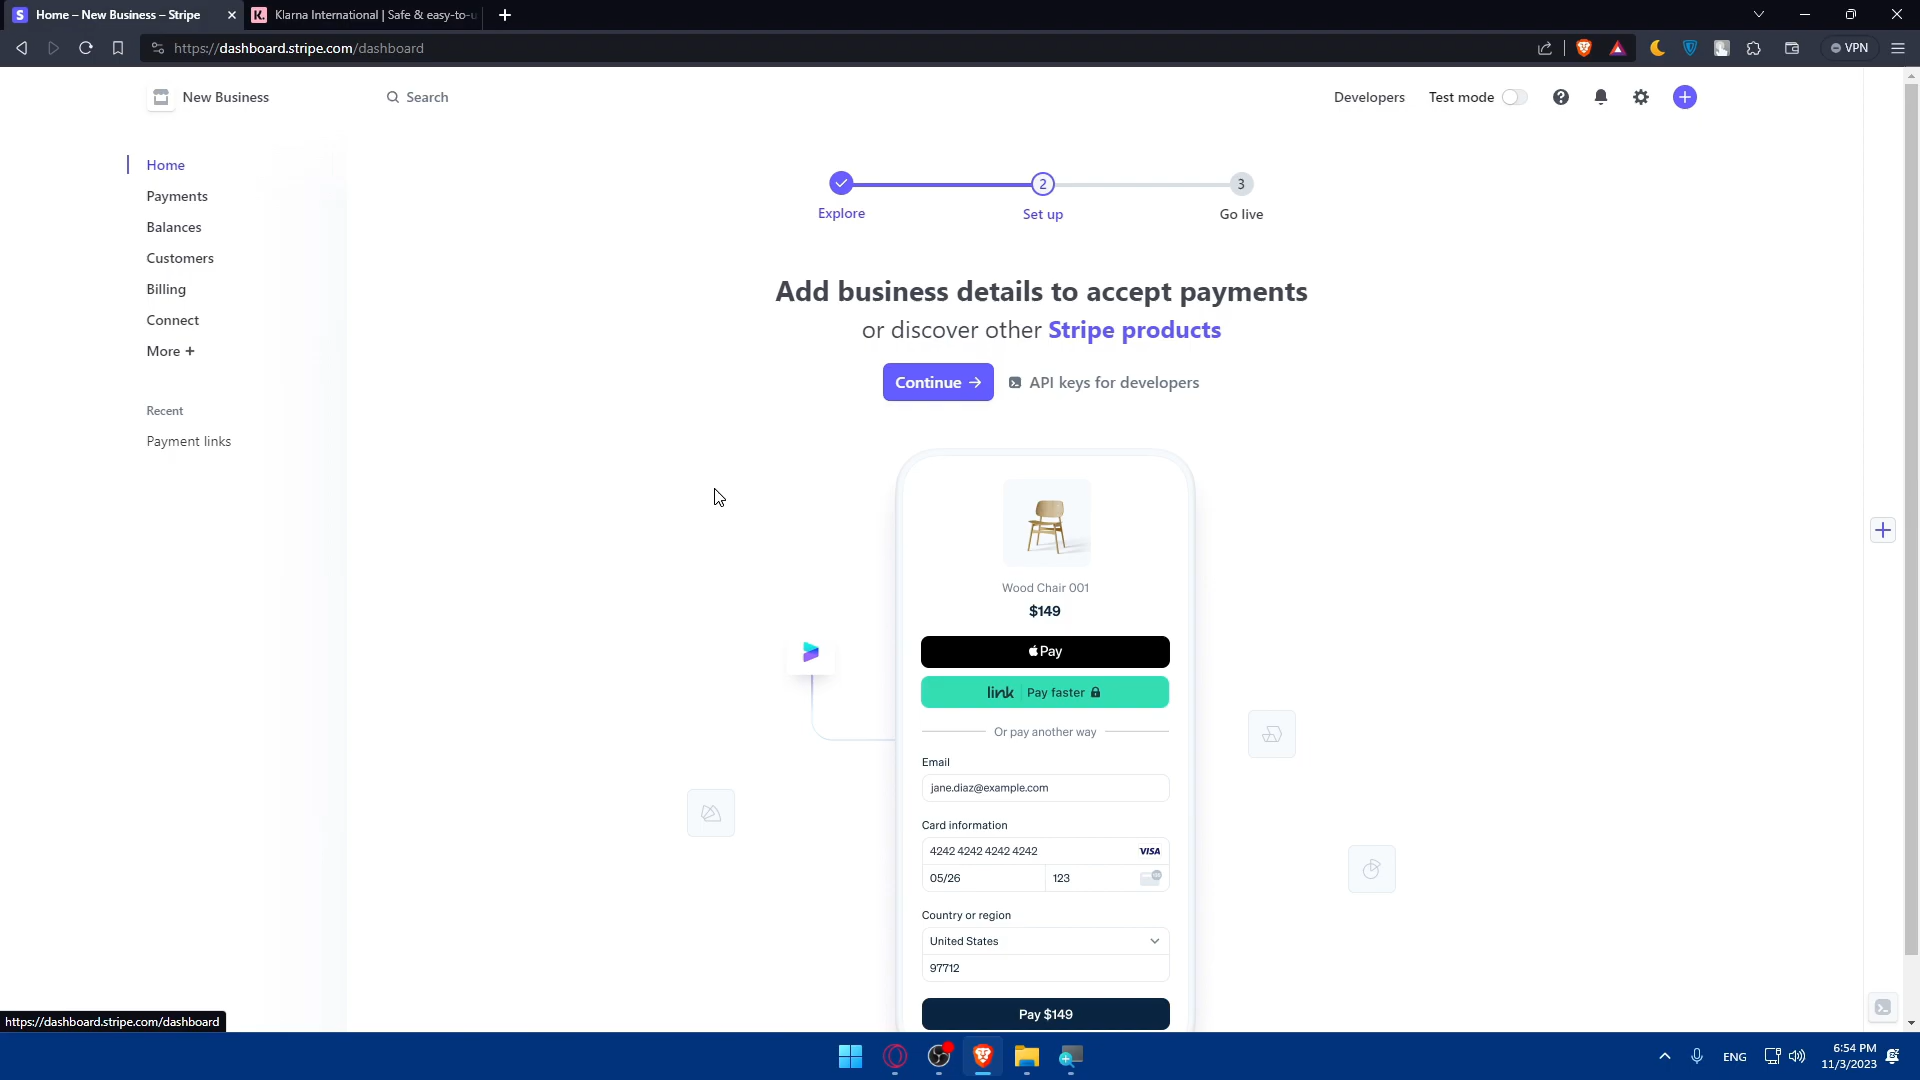 Home – New Business – Stripe
K. Klarna International | Safe & easy-to-u
https://dashboard.stripe.com/dashboard
VPN
New Business
Search
Developers
Test mode
Home
Payments
Balances
Customers
Billing
Connect
More +
Recent
Payment links
2
3
Explore
Set up
Go live
Add business details to accept payments
or discover other Stripe products
Continue →
API keys for developers
Wood Chair 001
$149
Pay
link Pay faster
Or pay another way
Email
jane.diaz@example.com
Card information
4242 4242 4242 4242 VISA
05/26 123
Country or region
United States
97712
Pay $149
https://dashboard.stripe.com/dashboard
ENG
6:54 PM
11/3/2023